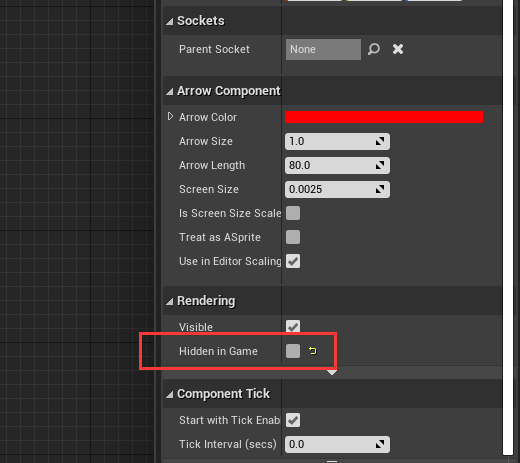 Sockets
Parent Socket None
Arrow Component
Arrow Color
Arrow Size 1.0
Arrow Length 80.0
Screen Size 0.0025
Is Screen Size Scale
Treat as ASprite
Use in Editor Scaling
Rendering
Visible
Hidden in Game
Component Tick
Start with Tick Enab
Tick Interval (secs) 0.0